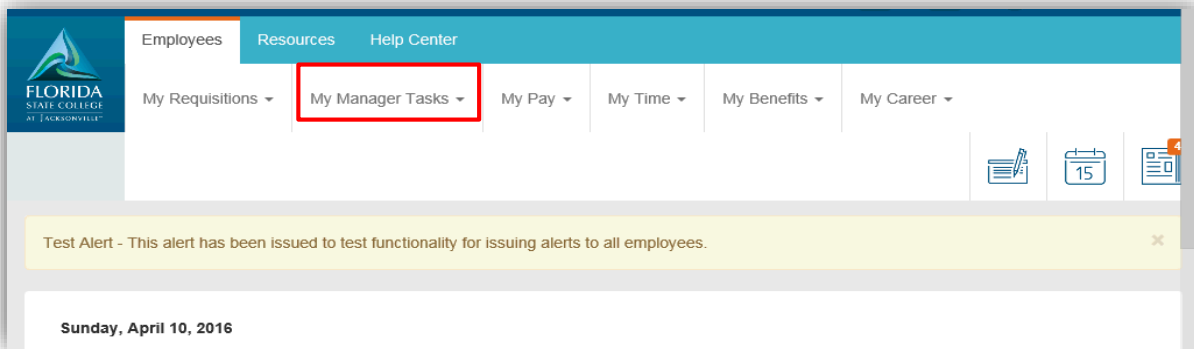 Employees Resources Help Center
FLORIDA
STATE COLLEGE
AT JACKSONVILLE™
My Requisitions My Manager Tasks My Pay My Time My Benefits My Career
15
4
Test Alert - This alert has been issued to test functionality for issuing alerts to all employees. ×
Sunday, April 10, 2016